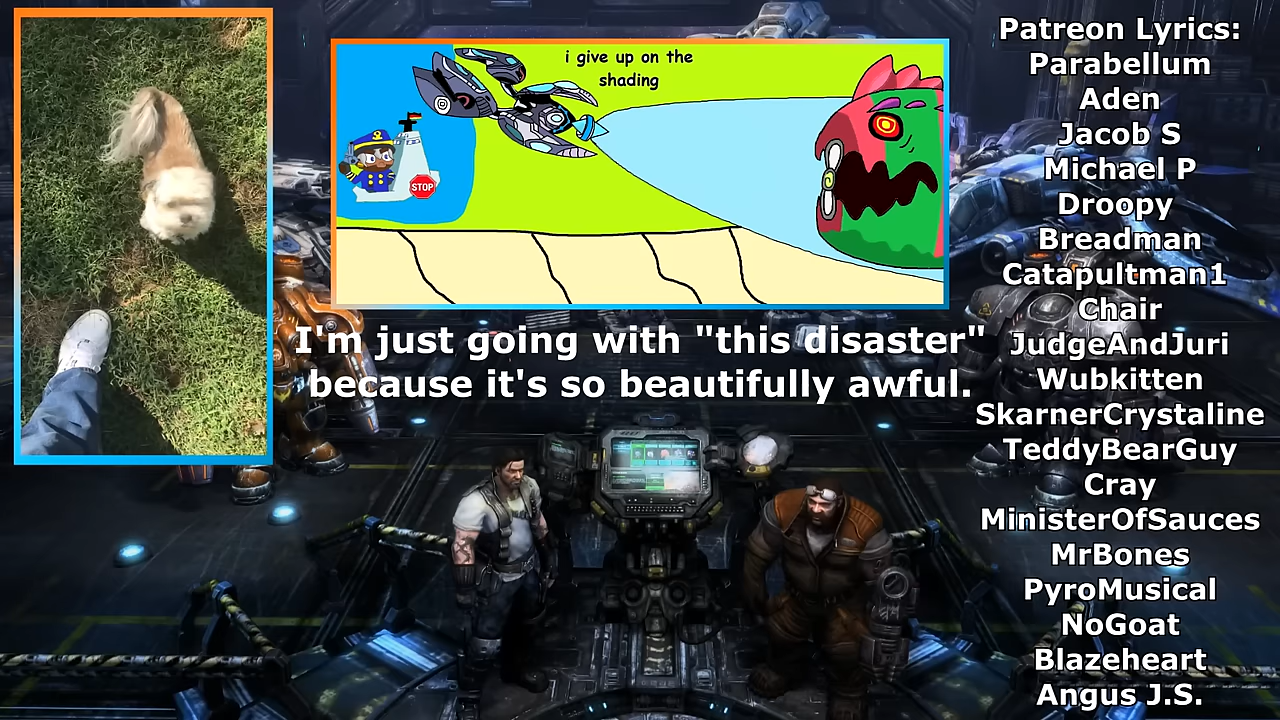 i give up on the
shading
STOP
I'm just going with "this disaster"
because it's so beautifully awful.
Patreon Lyrics:
Parabellum
Aden
Jacob S
Michael P
Droopy
Breadman
Catapultman1
Chair
JudgeAndJuri
Wubkitten
SkarnerCrystaline
TeddyBearGuy
Cray
MinisterOfSauces
MrBones
PyroMusical
NoGoat
Blazeheart
Angus J.S.